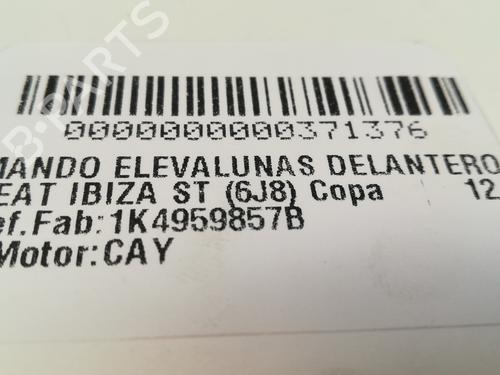 0000000000371376
MANDO ELEVALUNAS DELANTERO
EAT IBIZA ST (6J8) Copa 12
ef.Fab:1K4959857B
Motor:CAY
B-PARTS